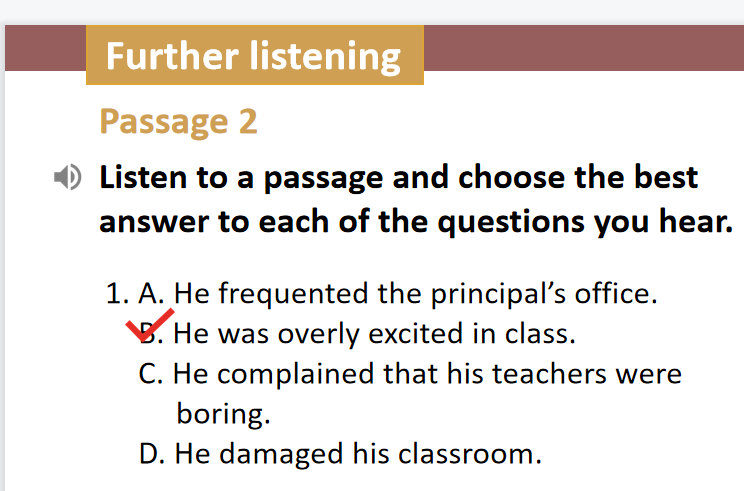 Further listening
Passage 2
Listen to a passage and choose the best
answer to each of the questions you hear.
1. A. He frequented the principal’s office.
B. He was overly excited in class.
C. He complained that his teachers were
boring.
D. He damaged his classroom.